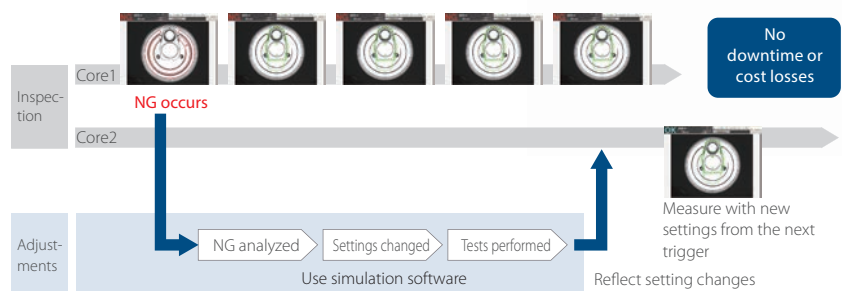 No
downtime or
cost losses
Inspec-
tion
Core1
NG occurs
Core2
OK
Measure with new
settings from the next
trigger
Adjust-
ments
NG analyzed
Settings changed
Tests performed
Use simulation software
Reflect setting changes